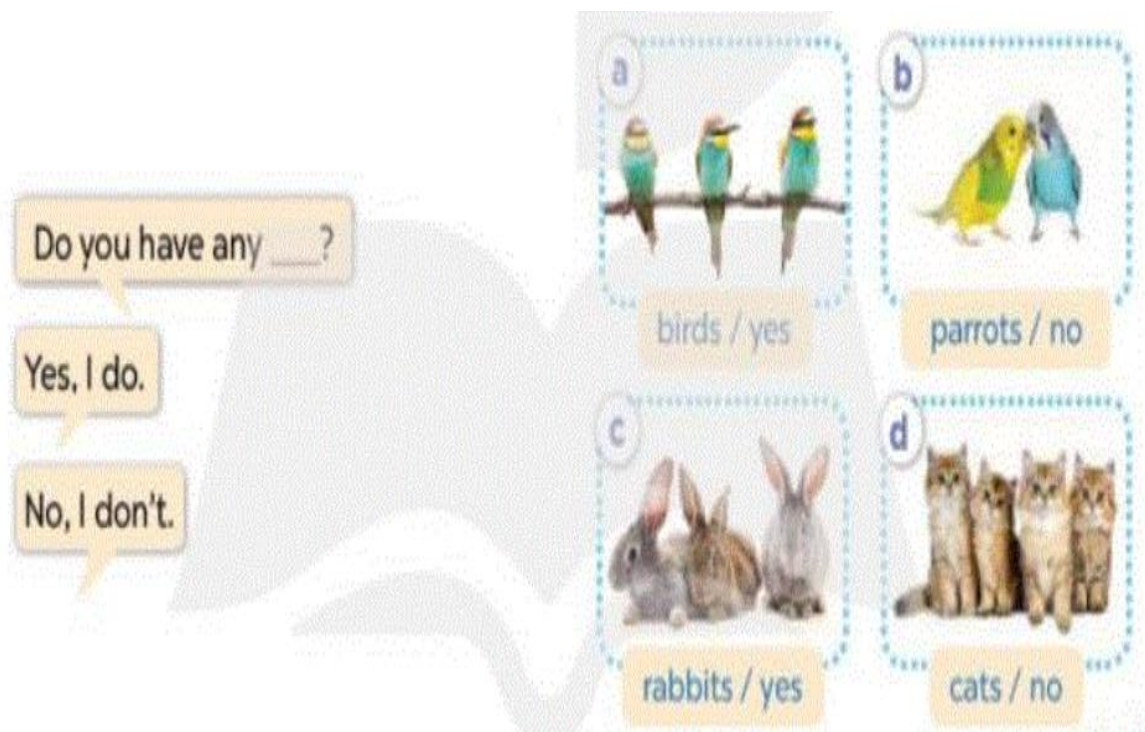 Do you have any ___?
Yes, I do.
No, I don't.
a
birds / yes
b
parrots / no
c
rabbits / yes
d
cats / no